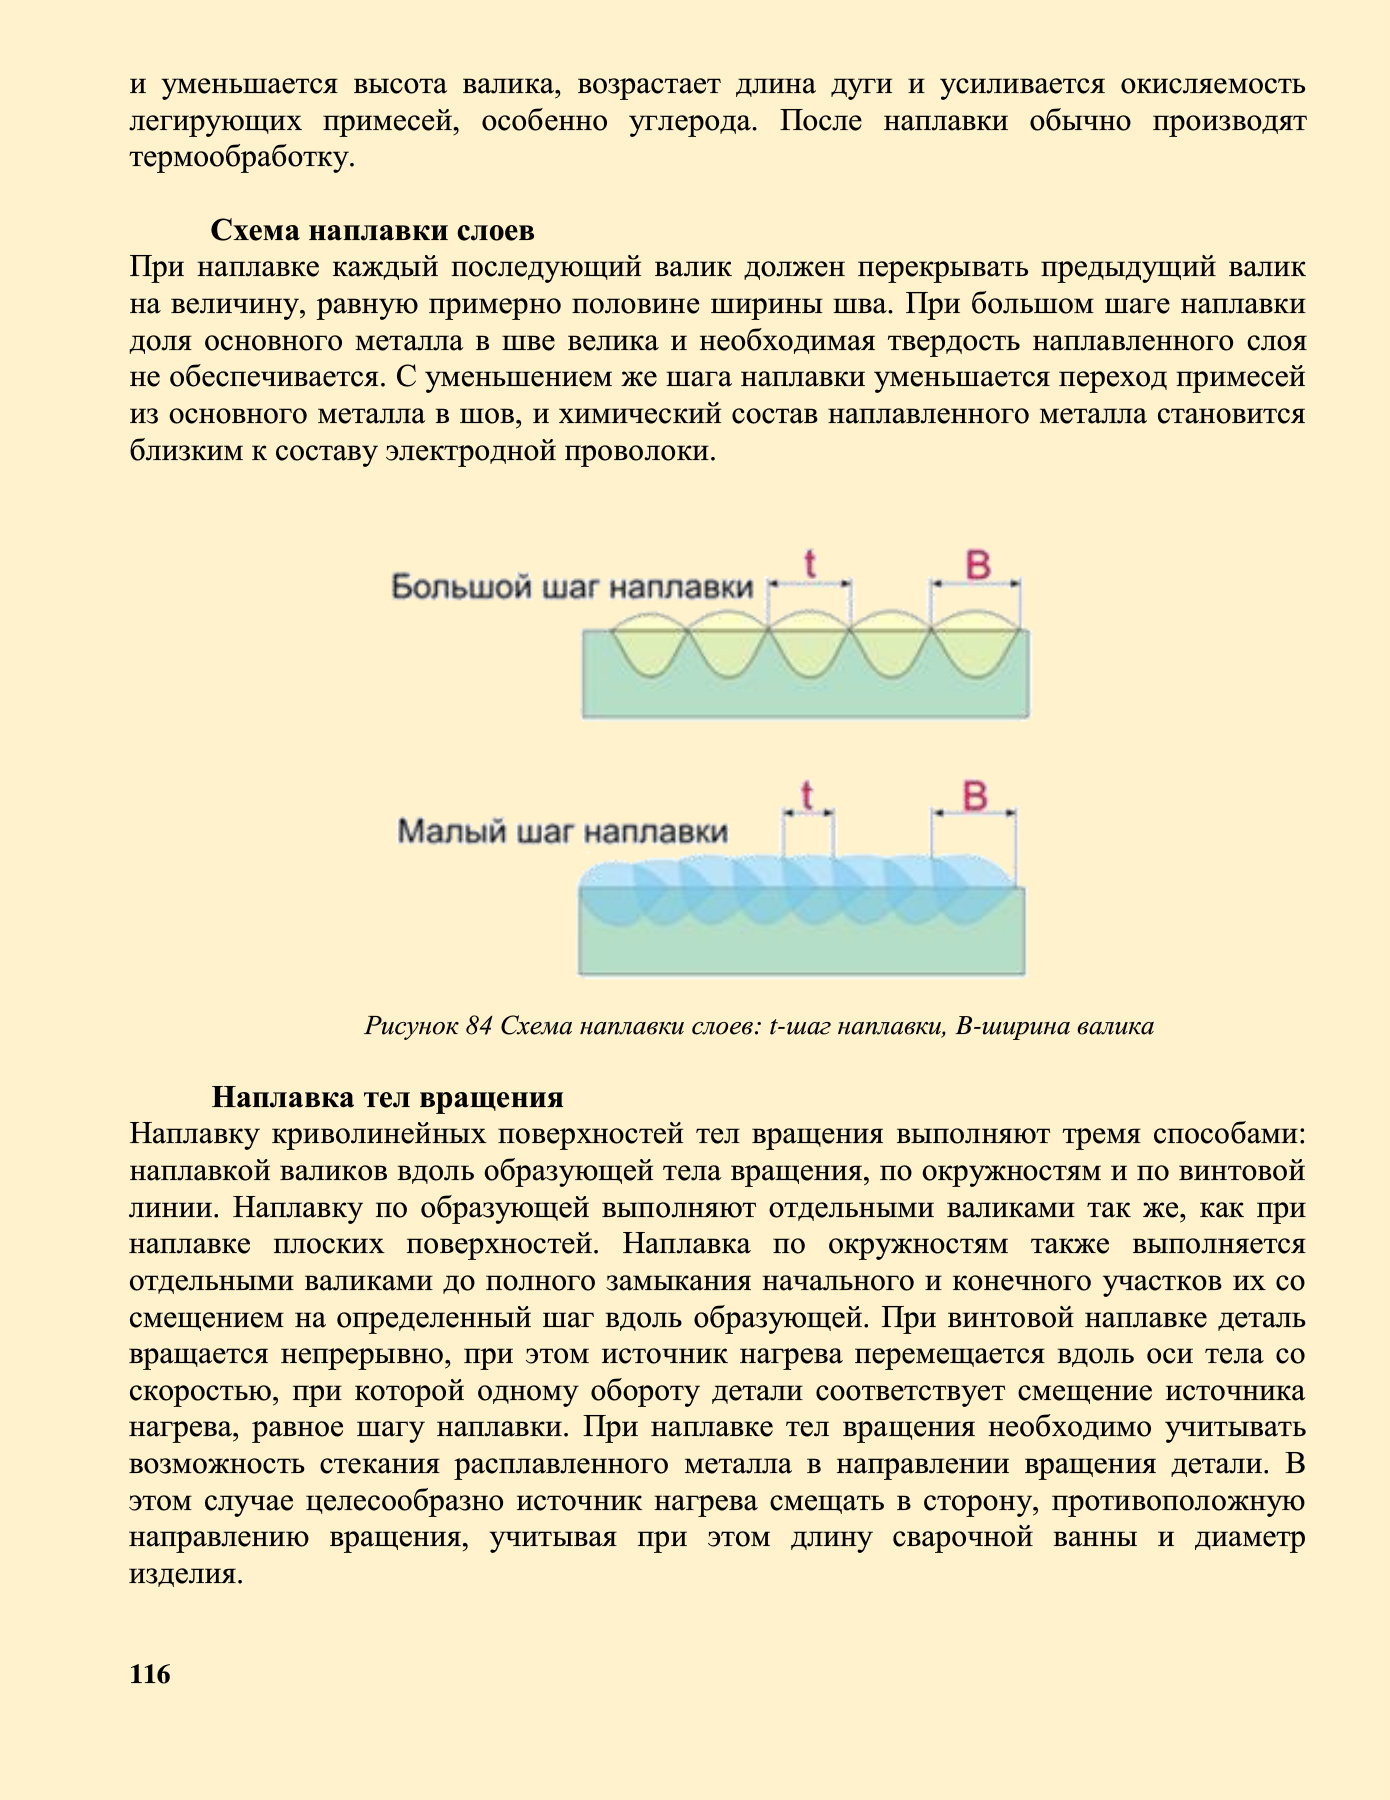 и уменьшается высота валика, возрастает длина дуги и усиливается окисляемость
легирующих примесей, особенно углерода. После наплавки обычно производят
термообработку.
Схема наплавки слоев
При наплавке каждый последующий валик должен перекрывать предыдущий валик
на величину, равную примерно половине ширины шва. При большом шаге наплавки
доля основного металла в шве велика и необходимая твердость наплавленного слоя
не обеспечивается. С уменьшением же шага наплавки уменьшается переход примесей
из основного металла в шов, и химический состав наплавленного металла становится
близким к составу электродной проволоки.
Большой шаг наплавки t B
Малый шаг наплавки t B
Рисунок 84 Схема наплавки слоев: t-шаг наплавки, B-ширина валика
Наплавка тел вращения
Наплавку криволинейных поверхностей тел вращения выполняют тремя способами:
наплавкой валиков вдоль образующей тела вращения, по окружностям и по винтовой
линии. Наплавку по образующей выполняют отдельными валиками так же, как при
наплавке плоских поверхностей. Наплавка по окружностям также выполняется
отдельными валиками до полного замыкания начального и конечного участков их со
смещением на определенный шаг вдоль образующей. При винтовой наплавке деталь
вращается непрерывно, при этом источник нагрева перемещается вдоль оси тела со
скоростью, при которой одному обороту детали соответствует смещение источника
нагрева, равное шагу наплавки. При наплавке тел вращения необходимо учитывать
возможность стекания расплавленного металла в направлении вращения детали. В
этом случае целесообразно источник нагрева смещать в сторону, противоположную
направлению вращения, учитывая при этом длину сварочной ванны и диаметр
изделия.
116